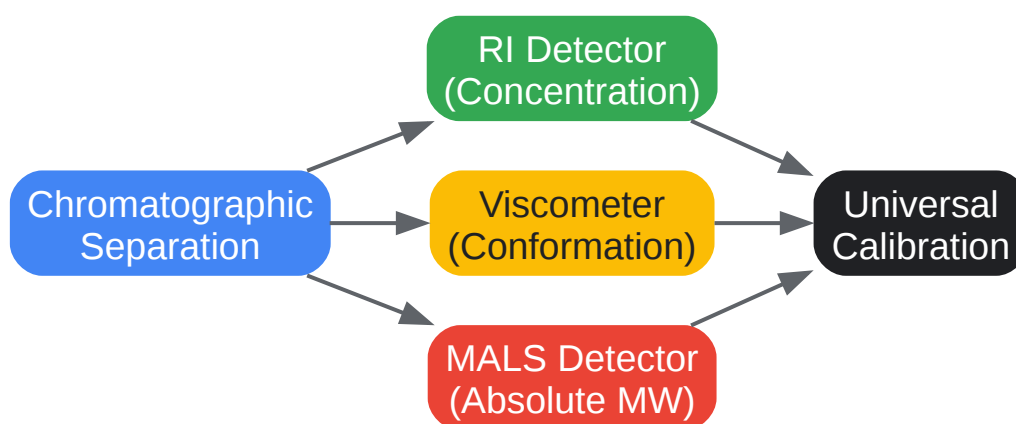 RI Detector
(Concentration)
Chromatographic
Separation
Viscometer
(Conformation)
Universal
Calibration
MALS Detector
(Absolute MW)